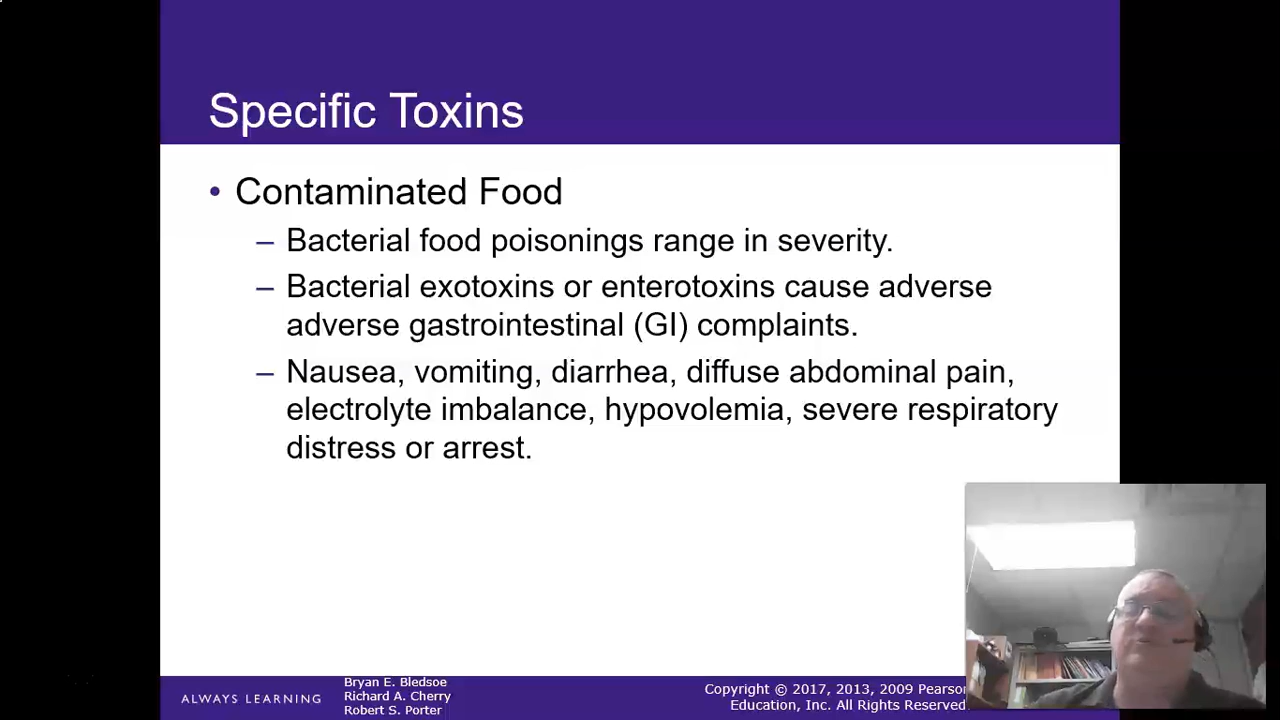 Specific Toxins
• Contaminated Food
– Bacterial food poisonings range in severity.
– Bacterial exotoxins or enterotoxins cause adverse
adverse gastrointestinal (GI) complaints.
– Nausea, vomiting, diarrhea, diffuse abdominal pain,
electrolyte imbalance, hypovolemia, severe respiratory
distress or arrest.
ALWAYS LEARNING
Bryan E. Bledsoe
Richard A. Cherry
Robert S. Porter
Copyright © 2017, 2013, 2009 Pearson
Education, Inc. All Rights Reserved